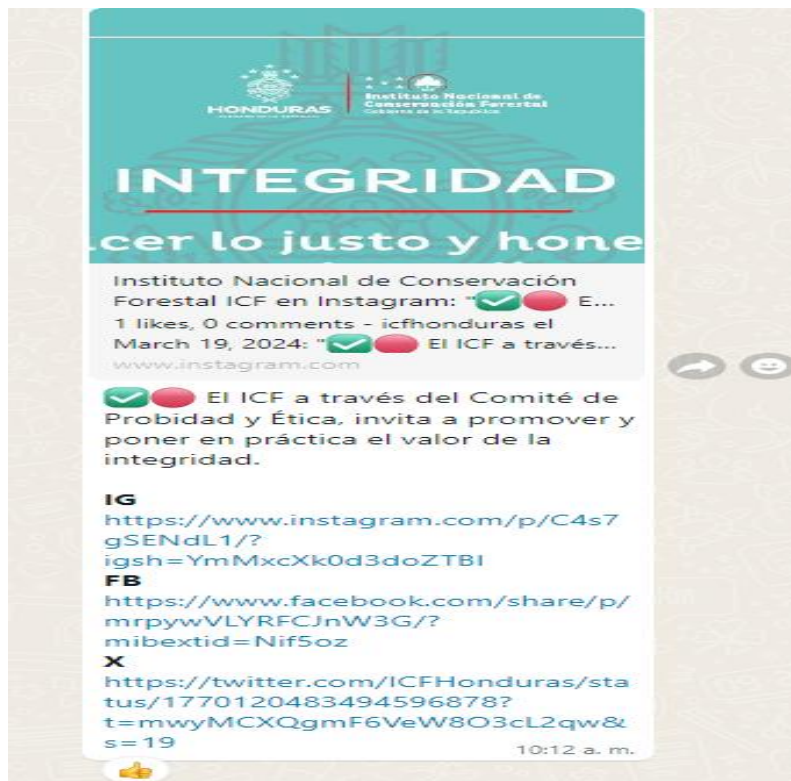 HONDURAS
Instituto Nacional de
Conservación Forestal
Gobierno de la República
INTEGRIDAD
cer lo justo y hone
Instituto Nacional de Conservación
Forestal ICF en Instagram: "✅🔴 E...
1 likes, 0 comments - icfhonduras el
March 19, 2024: "✅🔴 El ICF a través...
www.instagram.com
✅🔴 El ICF a través del Comité de
Probidad y Ética, invita a promover y
poner en práctica el valor de la
integridad.
IG
https://www.instagram.com/p/C4s7
gSENdL1/?
igsh=YmMxcXk0d3doZTBl
FB
https://www.facebook.com/share/p/
mrpywVLYRFCJnW3G/?
mibextid=Nif5oz
X
https://twitter.com/ICFHonduras/sta
tus/1770120483494596878?
t=mwyMCXQgmF6VeW8O3cL2qw&
s=19
10:12 a. m.